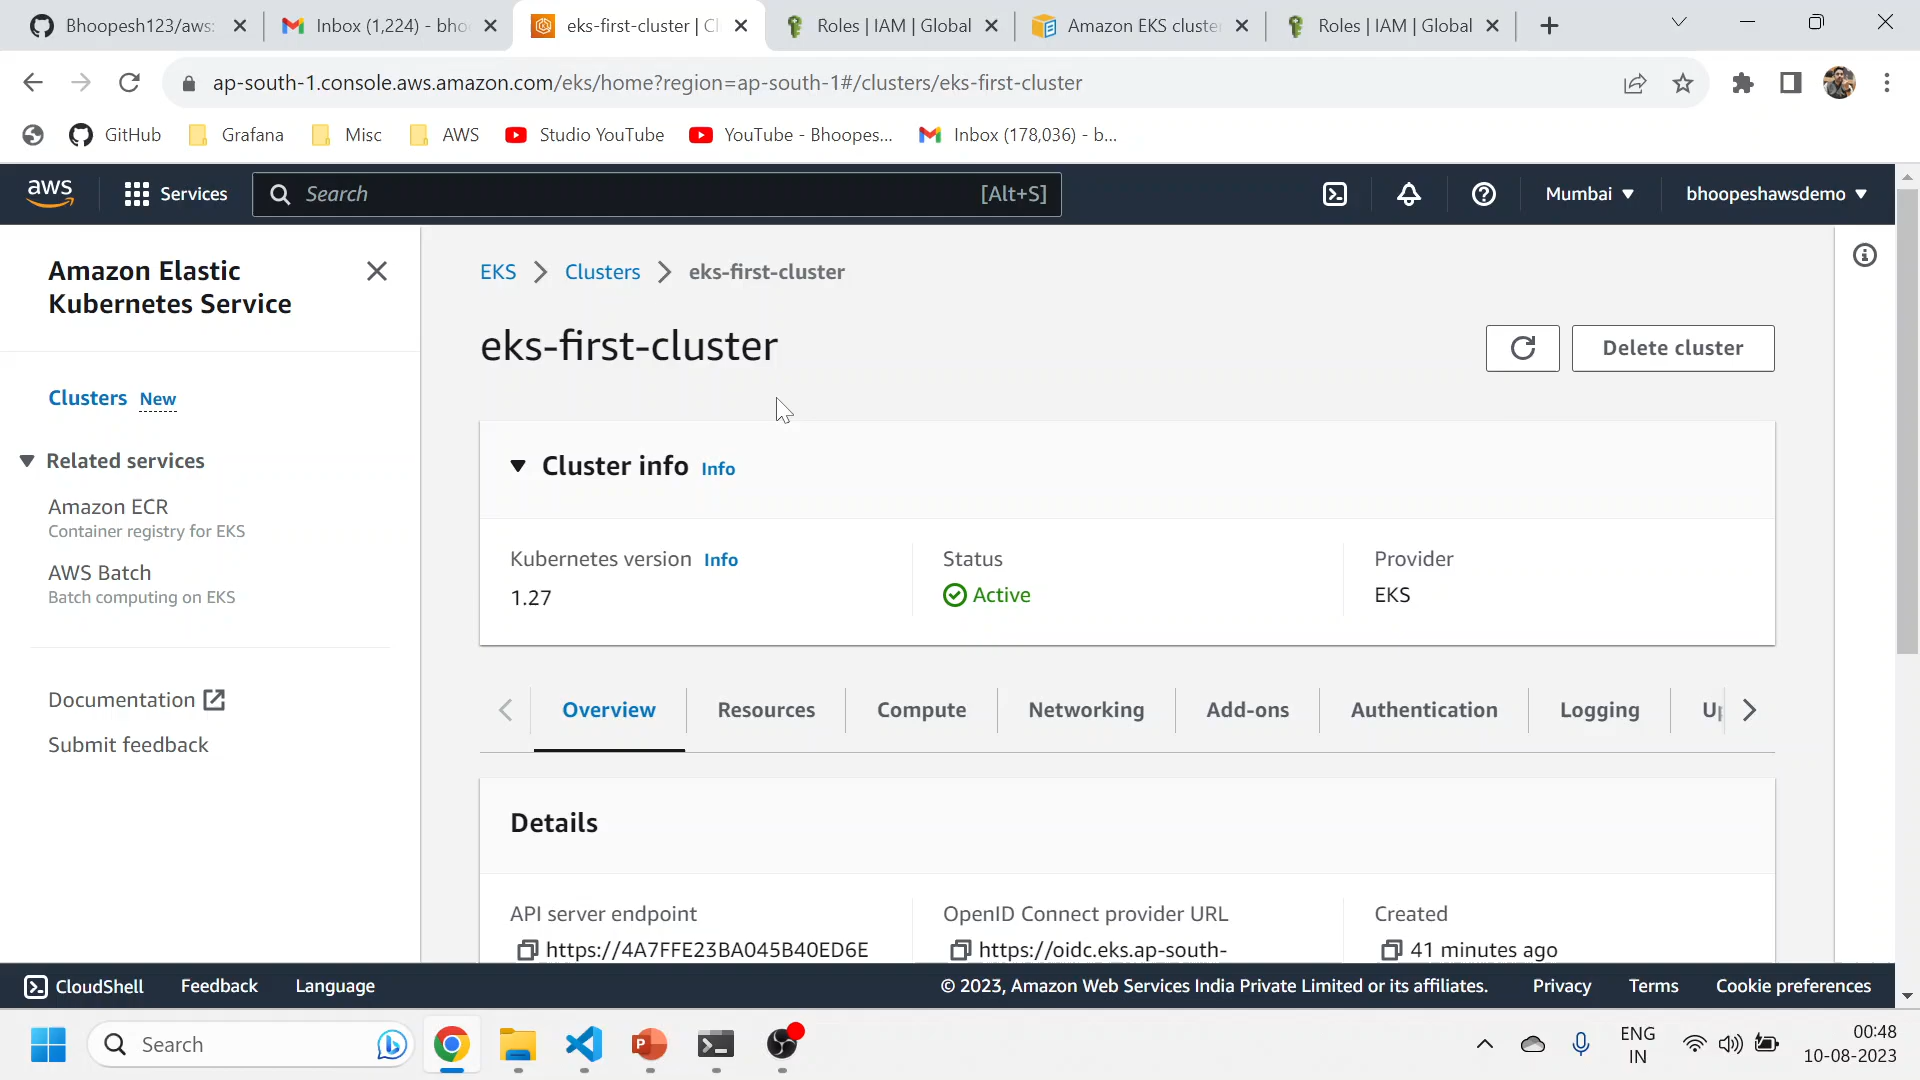 Bhoopesh123/aws:
Inbox (1,224) - bho
eks-first-cluster | Cl
Roles | IAM | Global
Amazon EKS cluste
Roles | IAM | Global
ap-south-1.console.aws.amazon.com/eks/home?region=ap-south-1#/clusters/eks-first-cluster
GitHub
Grafana
Misc
AWS
Studio YouTube
YouTube - Bhoopes...
Inbox (178,036) - b...
aws
Services
Search
[Alt+S]
Mumbai
bhoopeshawsdemo
Amazon Elastic
Kubernetes Service
Clusters New
Related services
Amazon ECR
Container registry for EKS
AWS Batch
Batch computing on EKS
Documentation
Submit feedback
EKS > Clusters > eks-first-cluster
eks-first-cluster
Delete cluster
Cluster info Info
Kubernetes version Info
1.27
Status
Active
Provider
EKS
Overview
Resources
Compute
Networking
Add-ons
Authentication
Logging
Up
Details
API server endpoint
https://4A7FFE23BA045B40ED6E
OpenID Connect provider URL
https://oidc.eks.ap-south-
Created
41 minutes ago
CloudShell
Feedback
Language
© 2023, Amazon Web Services India Private Limited or its affiliates.
Privacy
Terms
Cookie preferences
Search
ENG
IN
00:48
10-08-2023